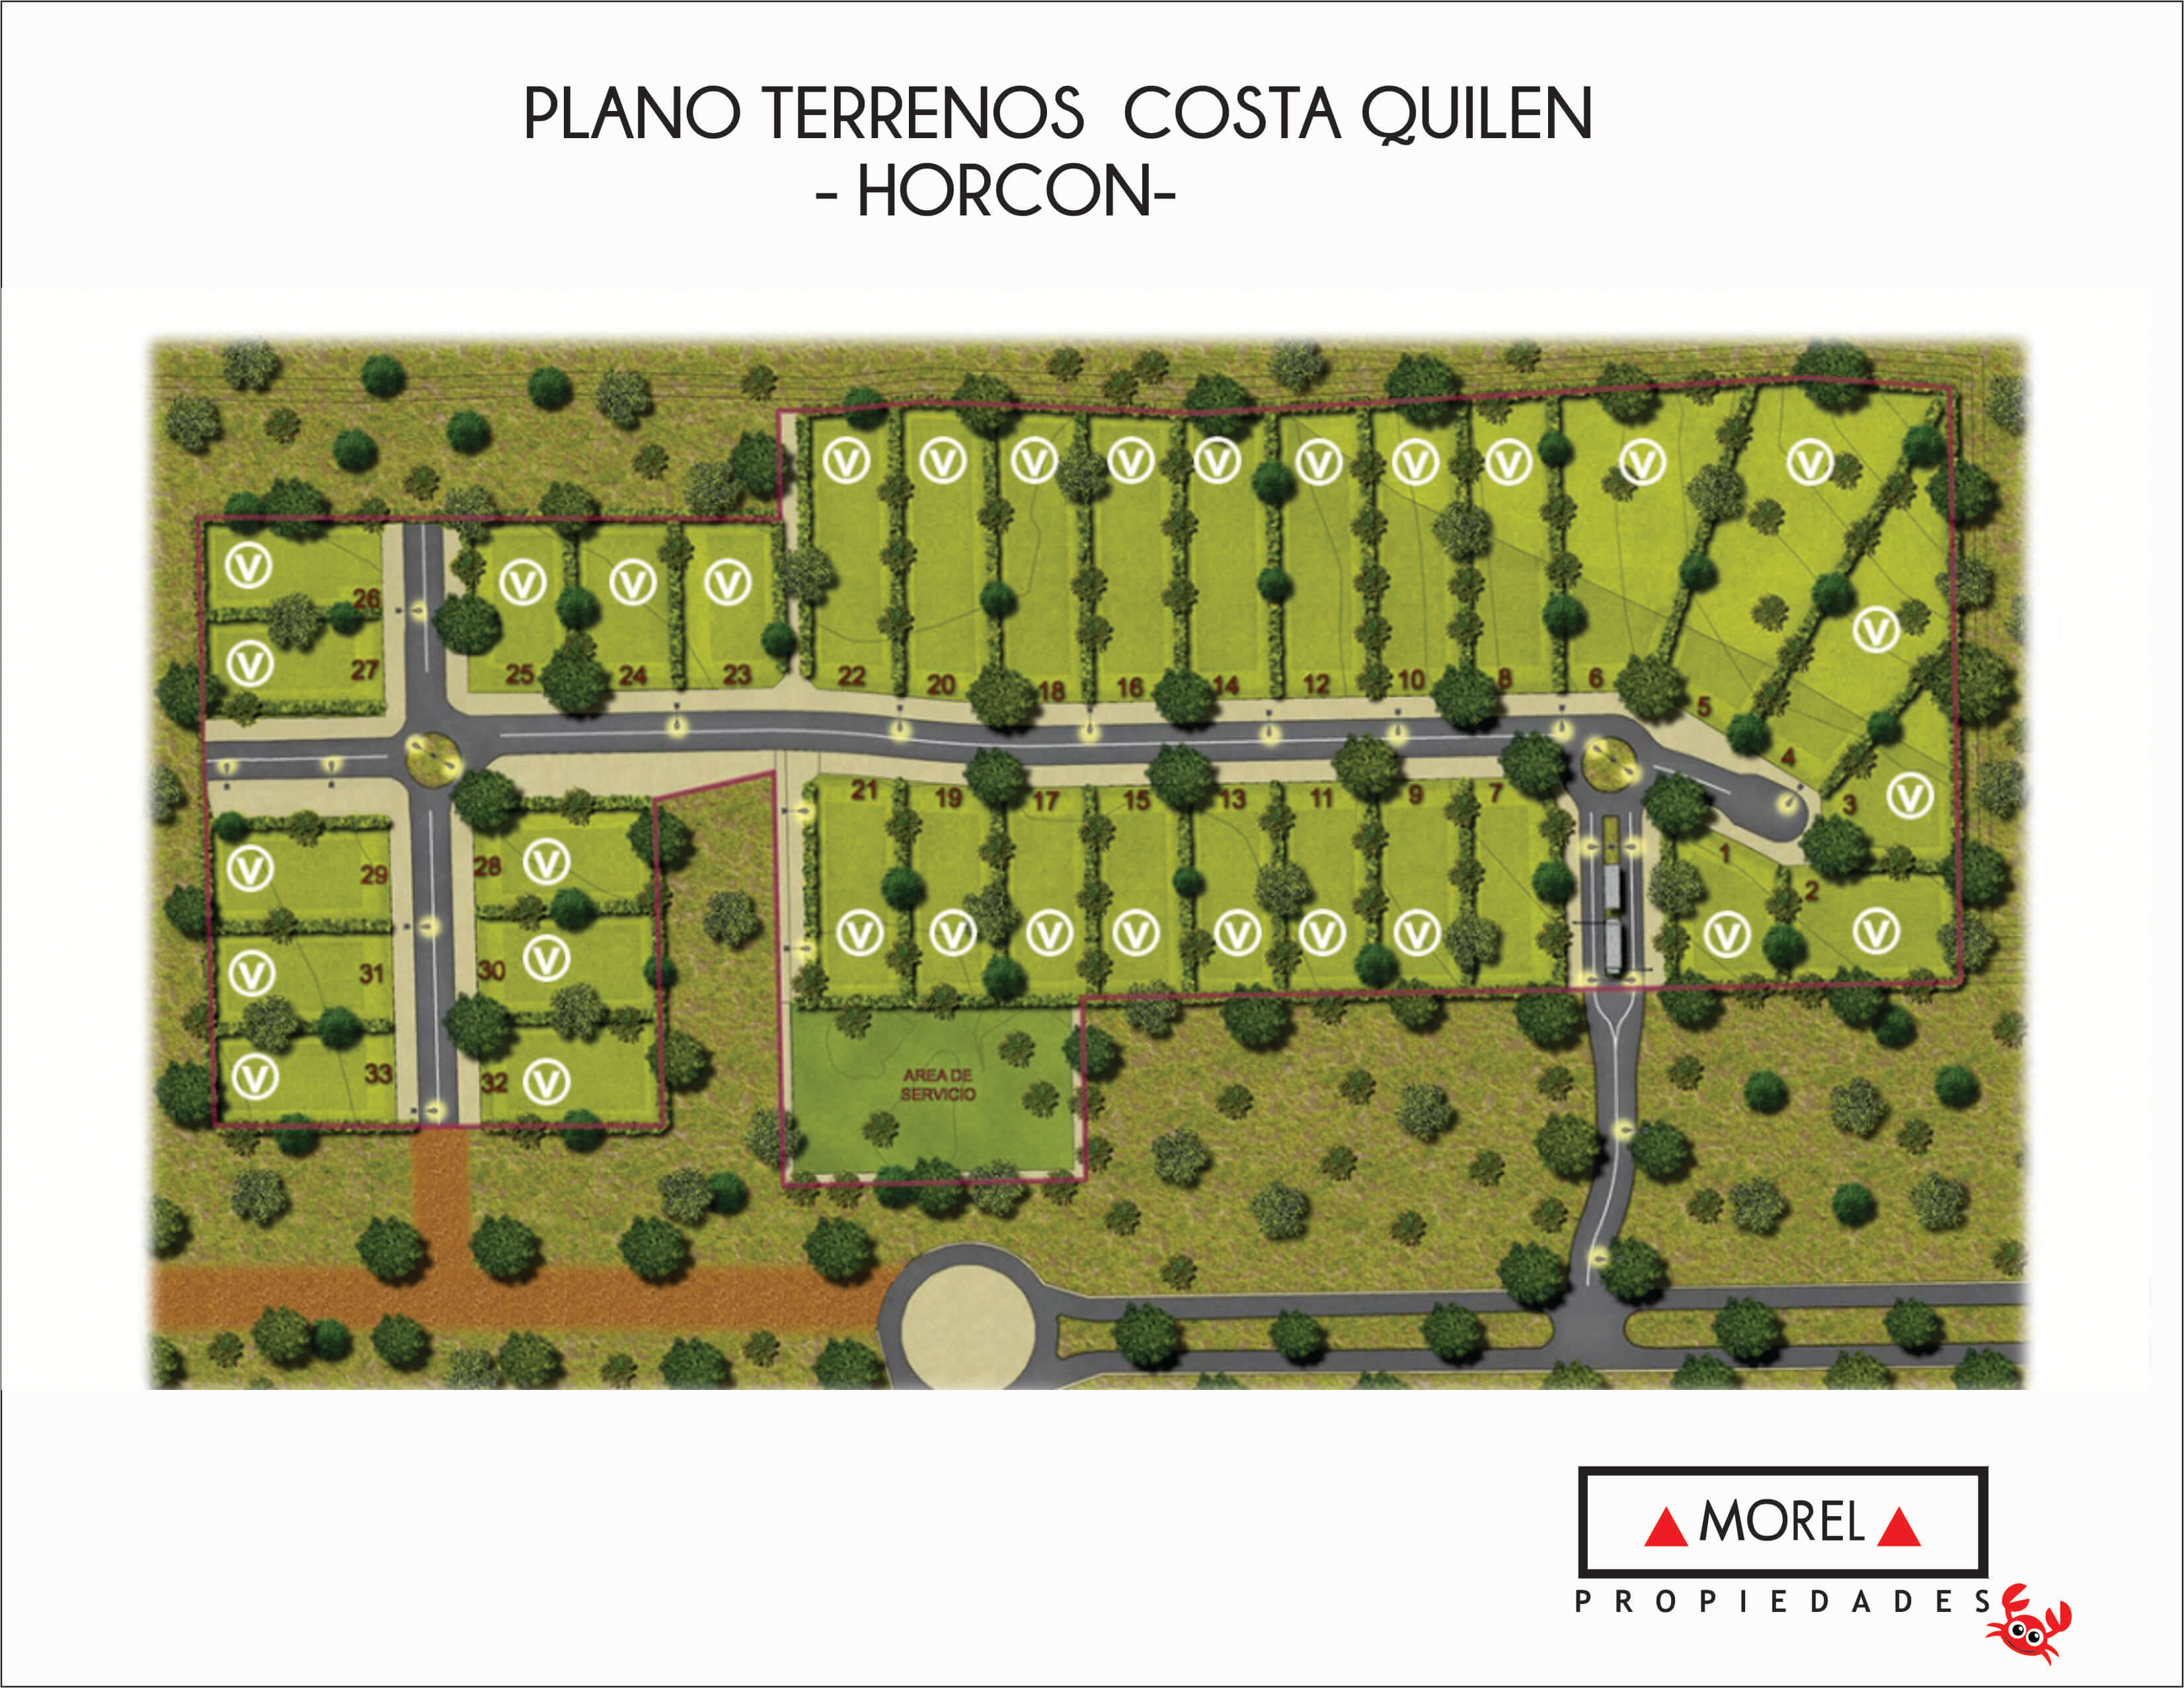 PLANO TERRENOS COSTA QUILEN
- HORCON-
V V V V V V V V V V
V V V V V
26
V
27
25 24 23 22 20 18 16 14 12 10 8 6 5
4
21 19 17 15 13 11 9 7 3 V
1
28 V
V 29
2
V V V V V V V V V
V 31 30 V
V 33 32 V
AREA DE
SERVICIO
MOREL
PROPIEDADES